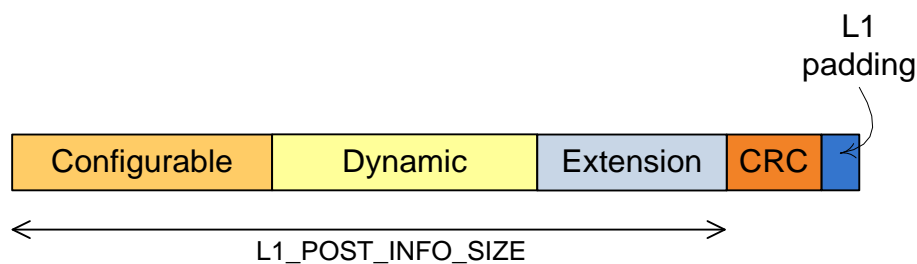 L1
padding
Configurable Dynamic Extension CRC
L1_POST_INFO_SIZE